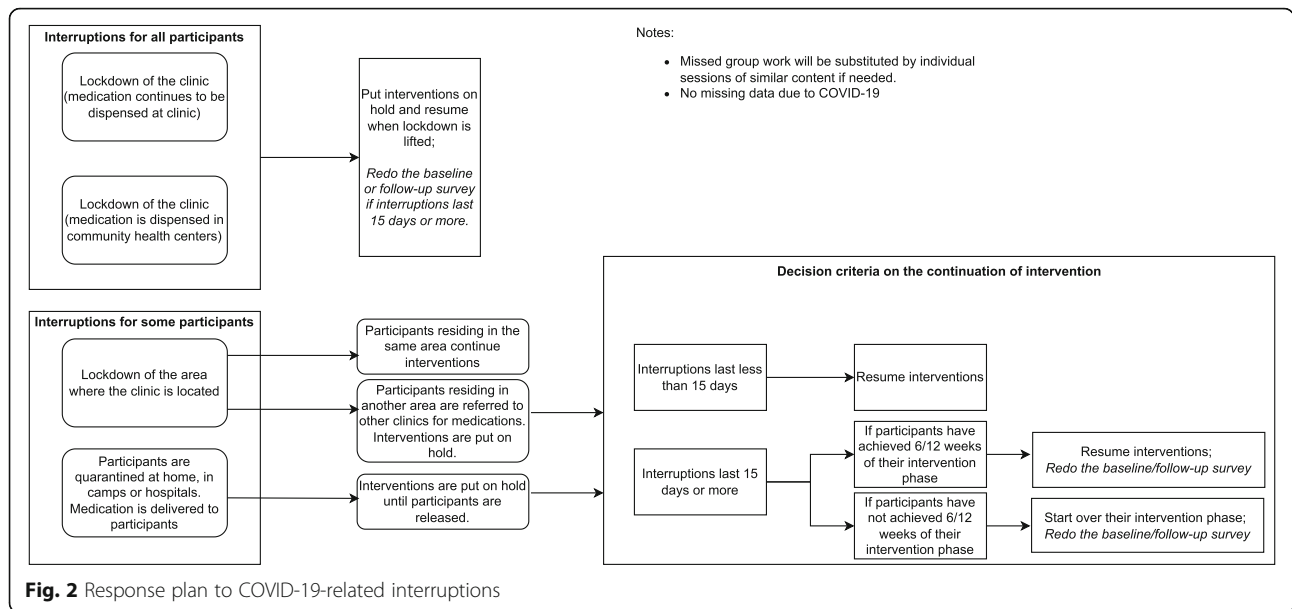 Interruptions for all participants
Lockdown of the clinic
(medication continues to be
dispensed at clinic)
Lockdown of the clinic
(medication is dispensed in
community health centers)
Put interventions on
hold and resume
when lockdown is
lifted;
Redo the baseline
or follow-up survey
if interruptions last
15 days or more.
Notes:
• Missed group work will be substituted by individual
sessions of similar content if needed.
• No missing data due to COVID-19
Interruptions for some participants
Lockdown of the area
where the clinic is located
Participants are
quarantined at home, in
camps or hospitals.
Medication is delivered to
participants
Participants residing in the
same area continue
interventions
Participants residing in
another area are referred to
other clinics for medications.
Interventions are put on
hold.
Interventions are put on hold
until participants are
released.
Decision criteria on the continuation of intervention
Interruptions last less
than 15 days
Resume interventions
Interruptions last 15
days or more
If participants have
achieved 6/12 weeks
of their intervention
phase
Resume interventions;
Redo the baseline/follow-up survey
If participants have
not achieved 6/12
weeks of their
intervention phase
Start over their intervention phase;
Redo the baseline/follow-up survey
Fig. 2 Response plan to COVID-19-related interruptions